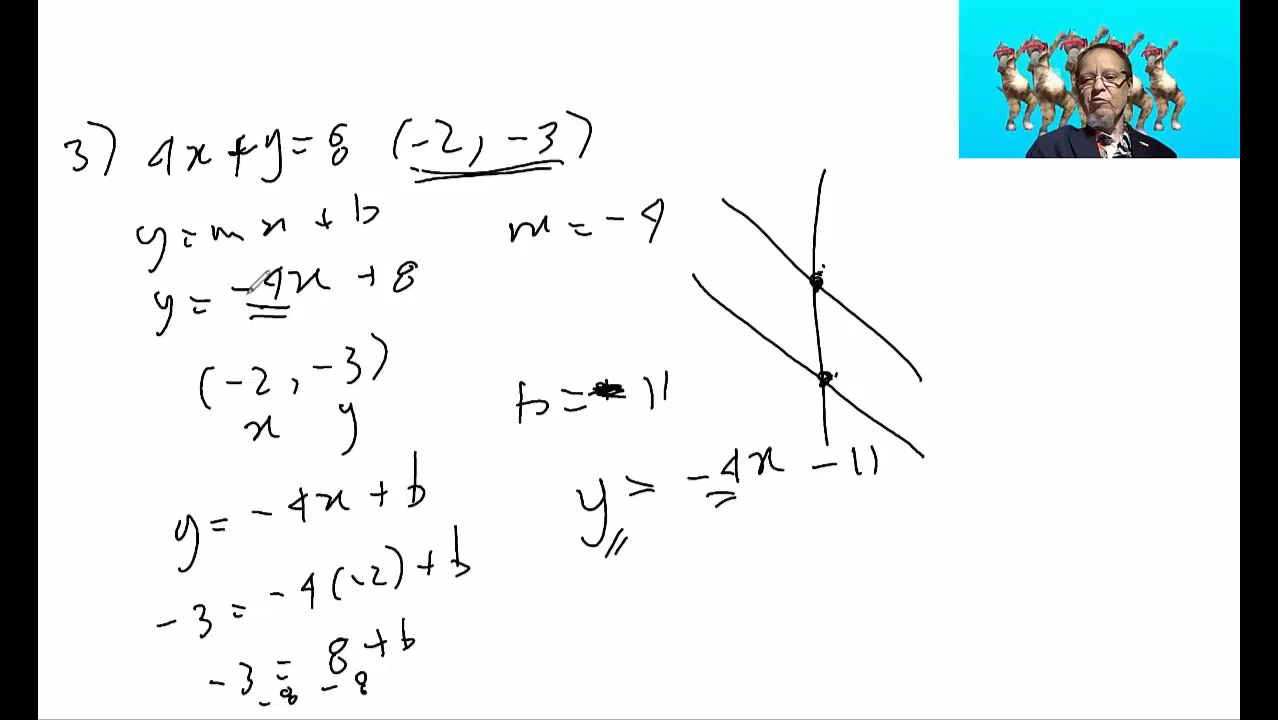 3) 4x + y = 8 (-2, -3)
y = mx + b
m = -4
y = -4x + 8
(-2, -3)
x y
b = 11
y = -4x - 11
y = -4x + b
-3 = -4(-2) + b
-3 = 8 + b
-8 -8